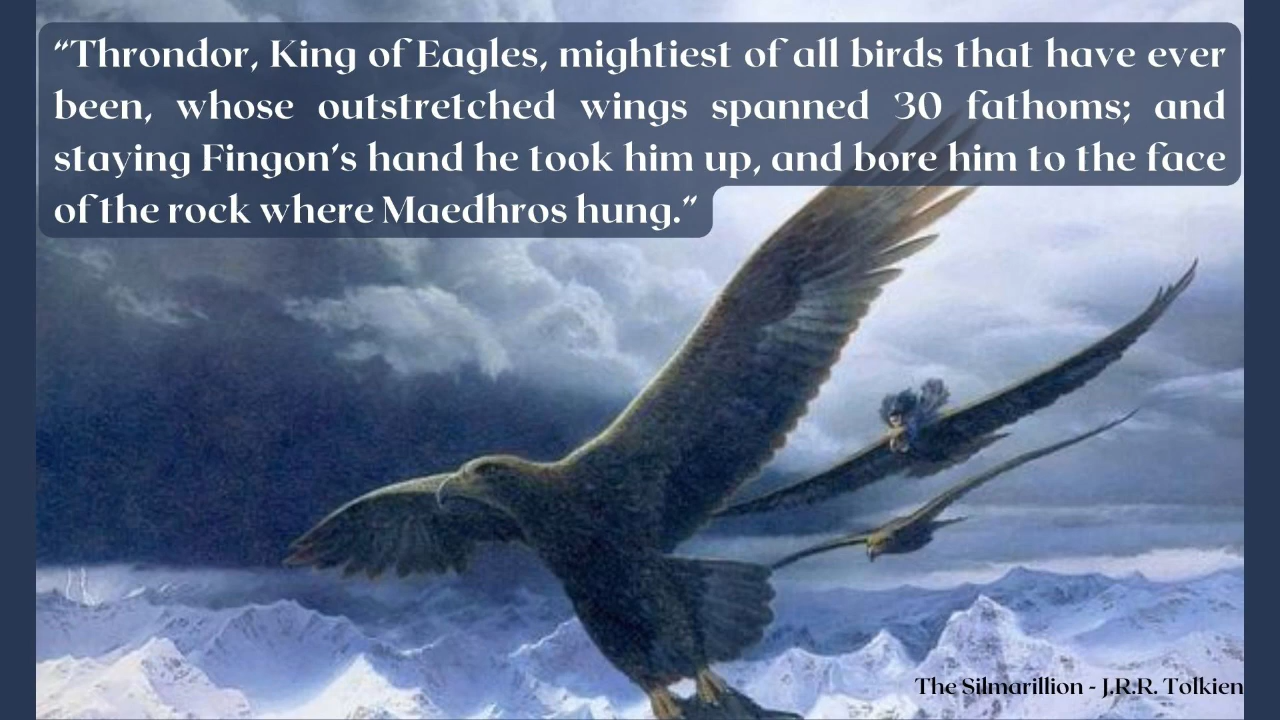 “Throndor, King of Eagles, mightiest of all birds that have ever
been, whose outstretched wings spanned 30 fathoms; and
staying Fingon’s hand he took him up, and bore him to the face
of the rock where Maedhros hung.”
The Silmarillion - J.R.R. Tolkien